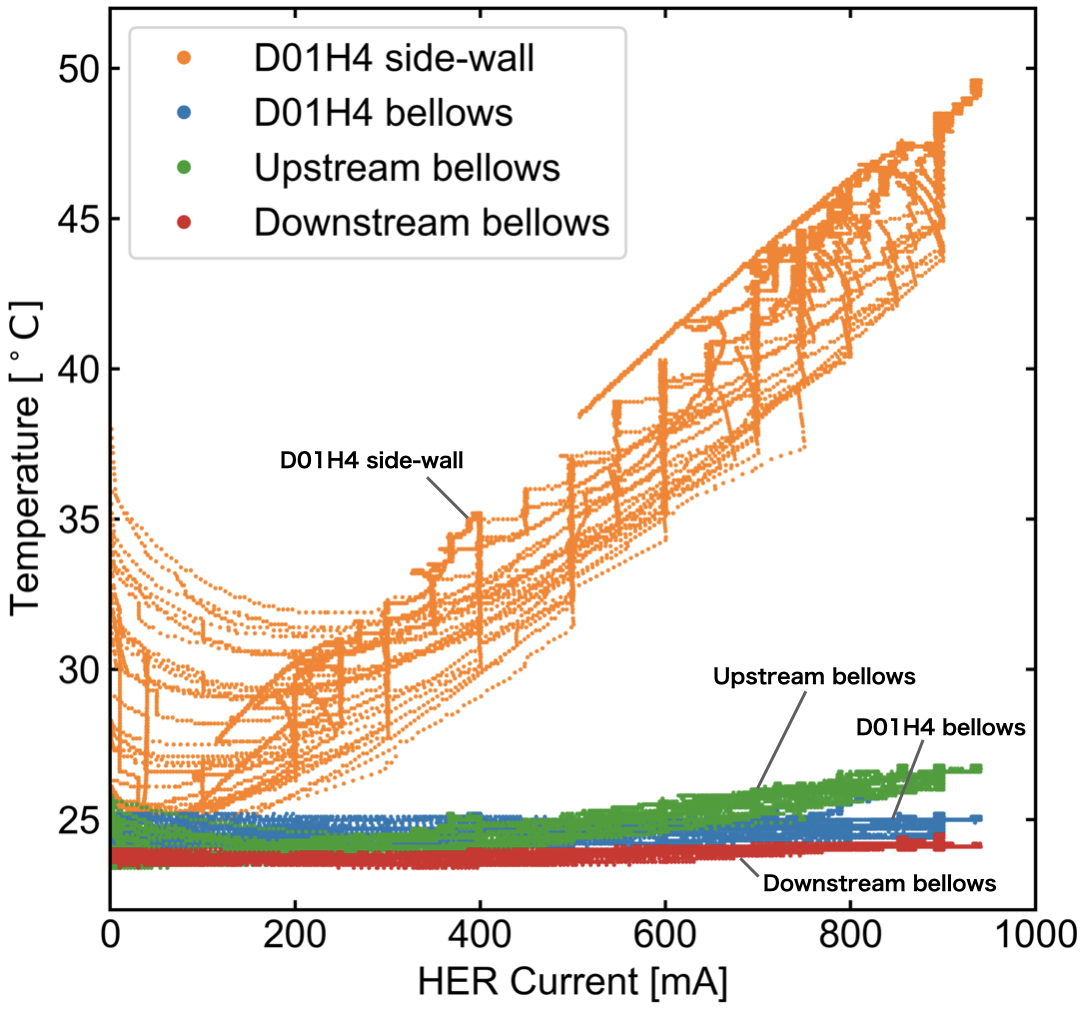 D01H4 side-wall
D01H4 bellows
Upstream bellows
Downstream bellows
50
45
40
35
30
25
Temperature [ ° C]
D01H4 side-wall
Upstream bellows
D01H4 bellows
Downstream bellows
0 200 400 600 800 1000
HER Current [mA]